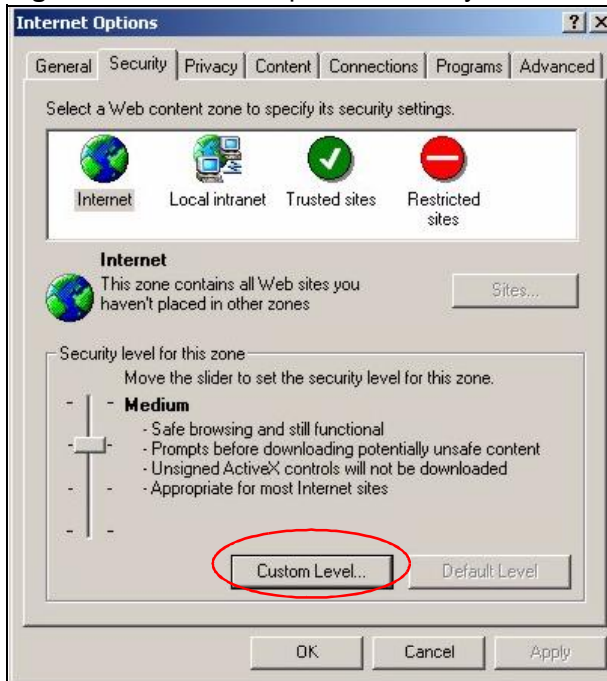 Internet Options
General Security Privacy Content Connections Programs Advanced
Select a Web content zone to specify its security settings.
Internet Local intranet Trusted sites Restricted
sites
Internet
This zone contains all Web sites you
haven't placed in other zones
Sites...
Security level for this zone
Move the slider to set the security level for this zone.
Medium
- Safe browsing and still functional
- Prompts before downloading potentially unsafe content
- Unsigned ActiveX controls will not be downloaded
- Appropriate for most Internet sites
Custom Level... Default Level
OK Cancel Apply